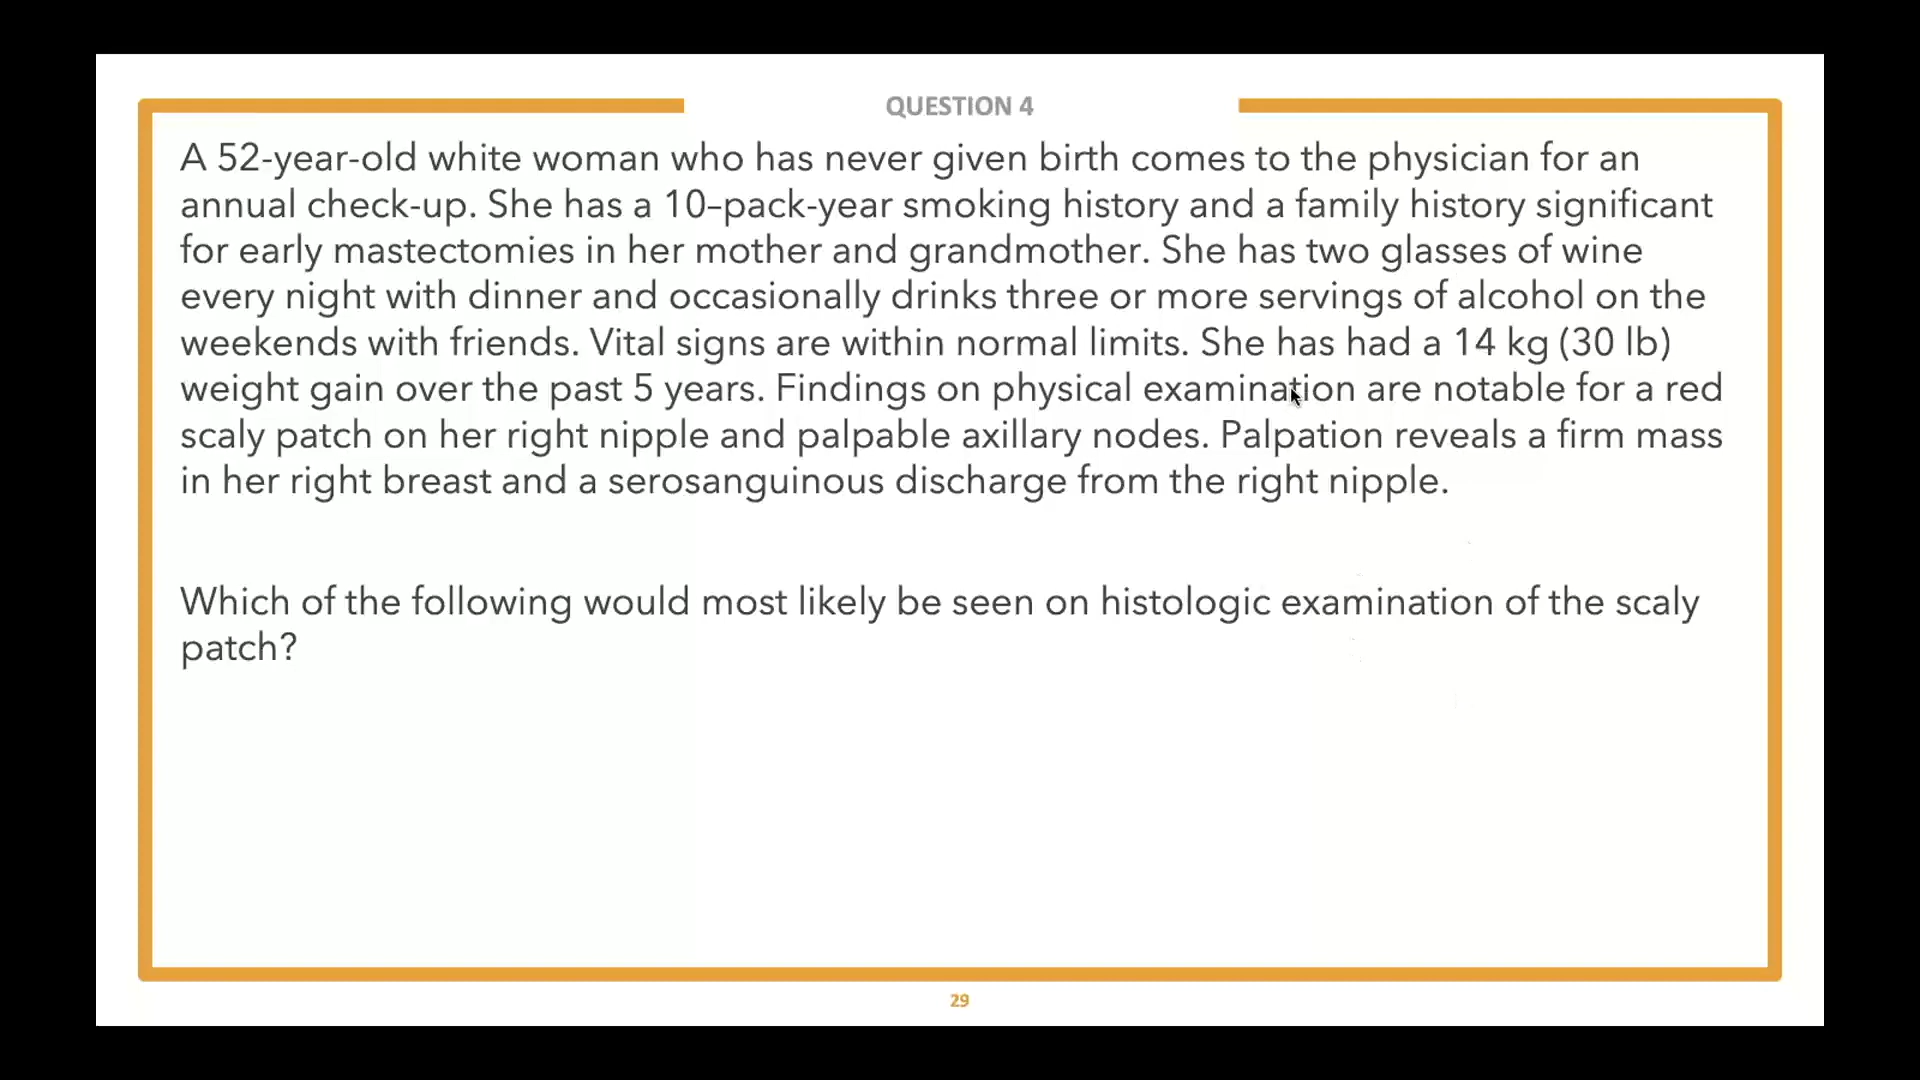 QUESTION 4
A 52-year-old white woman who has never given birth comes to the physician for an
annual check-up. She has a 10–pack-year smoking history and a family history significant
for early mastectomies in her mother and grandmother. She has two glasses of wine
every night with dinner and occasionally drinks three or more servings of alcohol on the
weekends with friends. Vital signs are within normal limits. She has had a 14 kg (30 lb)
weight gain over the past 5 years. Findings on physical examination are notable for a red
scaly patch on her right nipple and palpable axillary nodes. Palpation reveals a firm mass
in her right breast and a serosanguinous discharge from the right nipple.
Which of the following would most likely be seen on histologic examination of the scaly
patch?
29